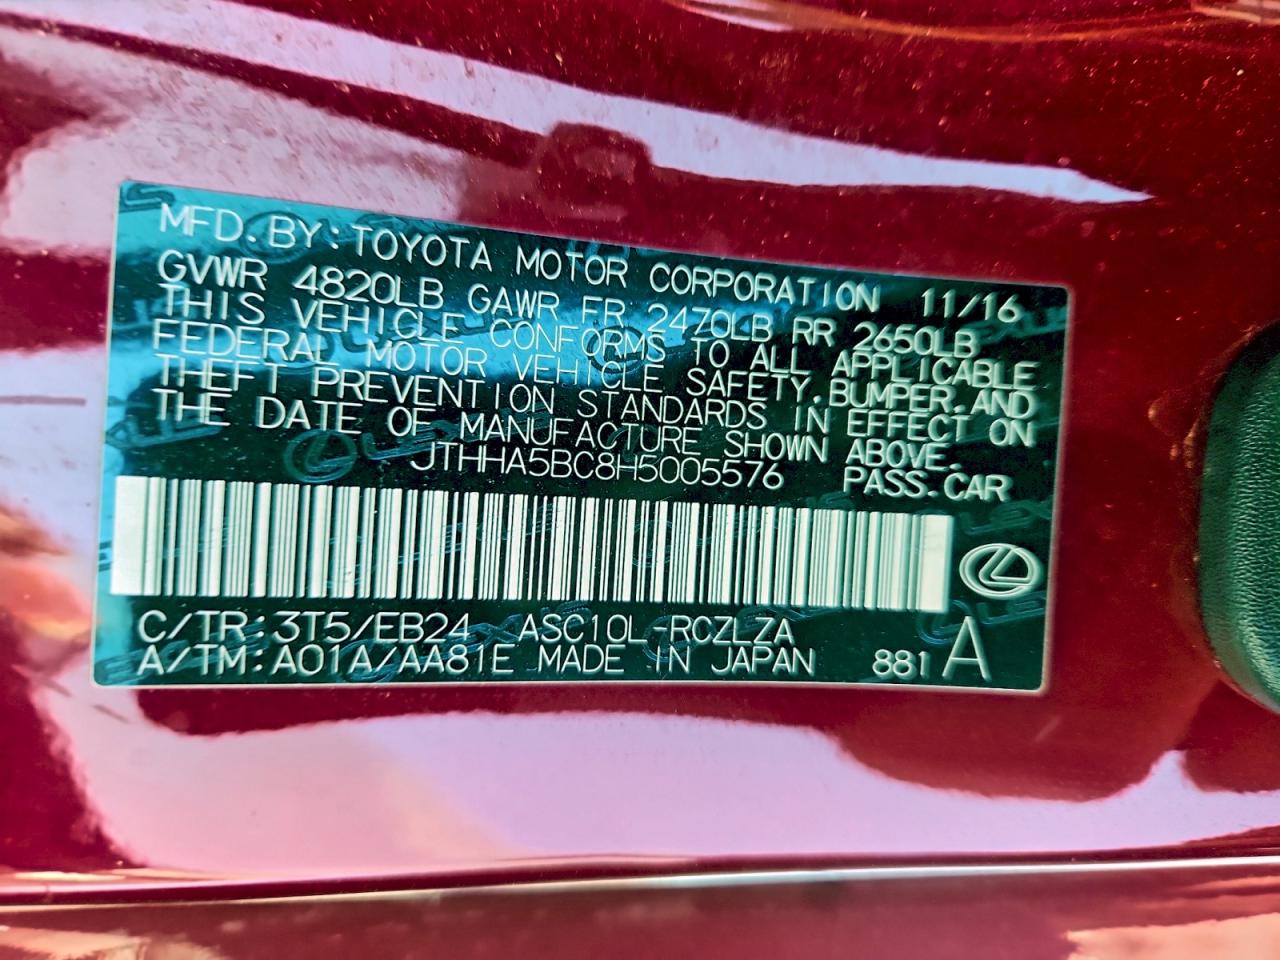 MFD.BY:TOYOTA MOTOR CORPORATION 11/16
GVWR 4820LB GAWR FR 2470LB RR 2650LB
THIS VEHICLE CONFORMS TO ALL APPLICABLE
FEDERAL MOTOR VEHICLE SAFETY,BUMPER,AND
THEFT PREVENTION STANDARDS IN EFFECT ON
THE DATE OF MANUFACTURE SHOWN ABOVE.
JTHHA5BC8H5005576 PASS.CAR
C/TR:3T5/EB24 ASC10L-RCZLZA
A/TM:A01A/AA81E MADE IN JAPAN 881 A